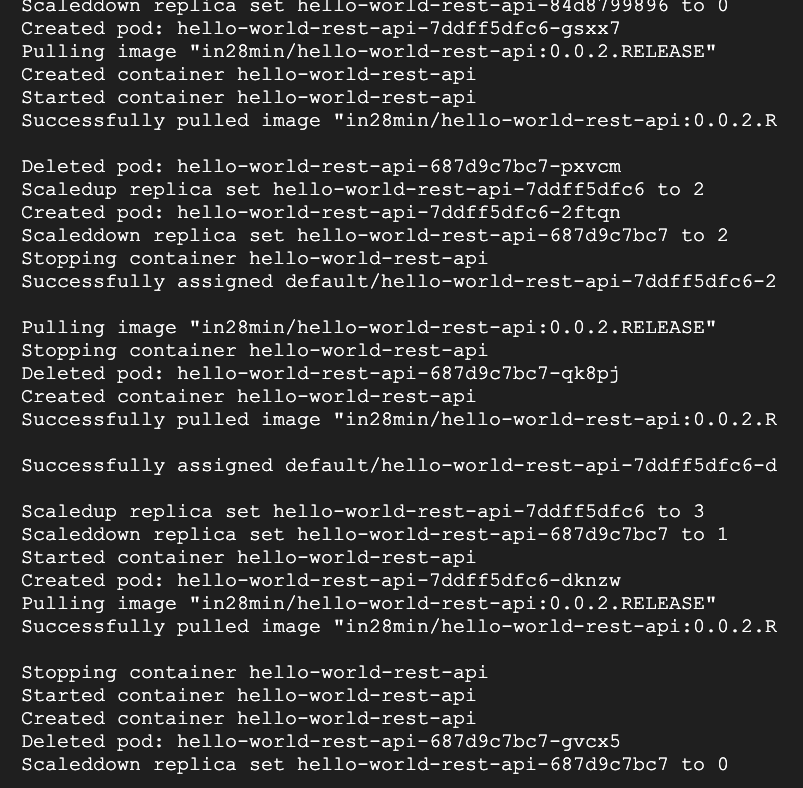 Scaleddown replica set hello-world-rest-api-84d8799896 to 0
Created pod: hello-world-rest-api-7ddff5dfc6-gsxx7
Pulling image "in28min/hello-world-rest-api:0.0.2.RELEASE"
Created container hello-world-rest-api
Started container hello-world-rest-api
Successfully pulled image "in28min/hello-world-rest-api:0.0.2.R
Deleted pod: hello-world-rest-api-687d9c7bc7-pxvcm
Scaledup replica set hello-world-rest-api-7ddff5dfc6 to 2
Created pod: hello-world-rest-api-7ddff5dfc6-2ftqn
Scaleddown replica set hello-world-rest-api-687d9c7bc7 to 2
Stopping container hello-world-rest-api
Successfully assigned default/hello-world-rest-api-7ddff5dfc6-2
Pulling image "in28min/hello-world-rest-api:0.0.2.RELEASE"
Stopping container hello-world-rest-api
Deleted pod: hello-world-rest-api-687d9c7bc7-qk8pj
Created container hello-world-rest-api
Successfully pulled image "in28min/hello-world-rest-api:0.0.2.R
Successfully assigned default/hello-world-rest-api-7ddff5dfc6-d
Scaledup replica set hello-world-rest-api-7ddff5dfc6 to 3
Scaleddown replica set hello-world-rest-api-687d9c7bc7 to 1
Started container hello-world-rest-api
Created pod: hello-world-rest-api-7ddff5dfc6-dknzw
Pulling image "in28min/hello-world-rest-api:0.0.2.RELEASE"
Successfully pulled image "in28min/hello-world-rest-api:0.0.2.R
Stopping container hello-world-rest-api
Started container hello-world-rest-api
Created container hello-world-rest-api
Deleted pod: hello-world-rest-api-687d9c7bc7-gvcx5
Scaleddown replica set hello-world-rest-api-687d9c7bc7 to 0